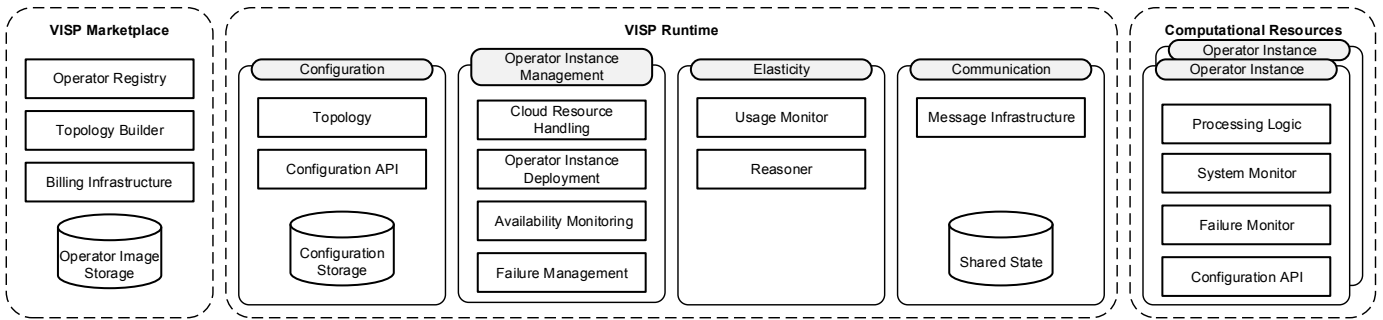 VISP Marketplace
Operator Registry
Topology Builder
Billing Infrastructure
Operator Image
Storage
VISP Runtime
Configuration
Topology
Configuration API
Configuration
Storage
Operator Instance
Management
Cloud Resource
Handling
Operator Instance
Deployment
Availability Monitoring
Failure Management
Elasticity
Usage Monitor
Reasoner
Communication
Message Infrastructure
Shared State
Computational Resources
Operator Instance
Operator Instance
Processing Logic
System Monitor
Failure Monitor
Configuration API